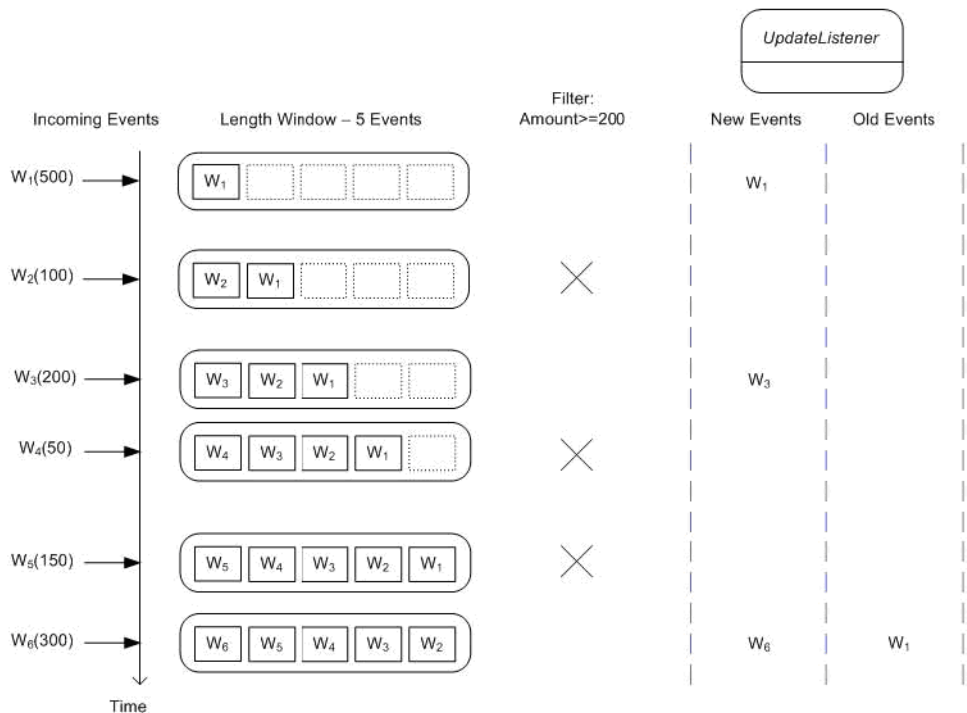 UpdateListener
Filter:
Amount>=200
Incoming Events Length Window – 5 Events New Events Old Events
W₁(500) W₁ W₁
W₂(100) W₂ W₁
W₃(200) W₃ W₂ W₁ W₃
W₄(50) W₄ W₃ W₂ W₁
W₅(150) W₅ W₄ W₃ W₂ W₁
W₆(300) W₆ W₅ W₄ W₃ W₂ W₆ W₁
Time